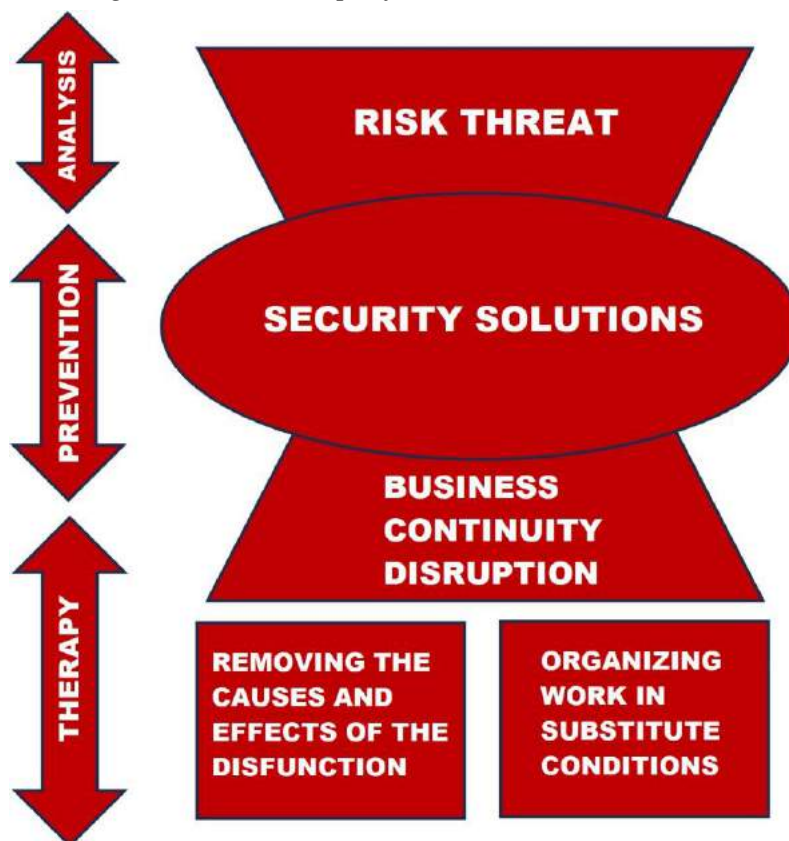 ANALYSIS
RISK THREAT
PREVENTION
SECURITY SOLUTIONS
THERAPY
BUSINESS
CONTINUITY
DISRUPTION
REMOVING THE
CAUSES AND
EFFECTS OF THE
DISFUNCTION
ORGANIZING
WORK IN
SUBSTITUTE
CONDITIONS